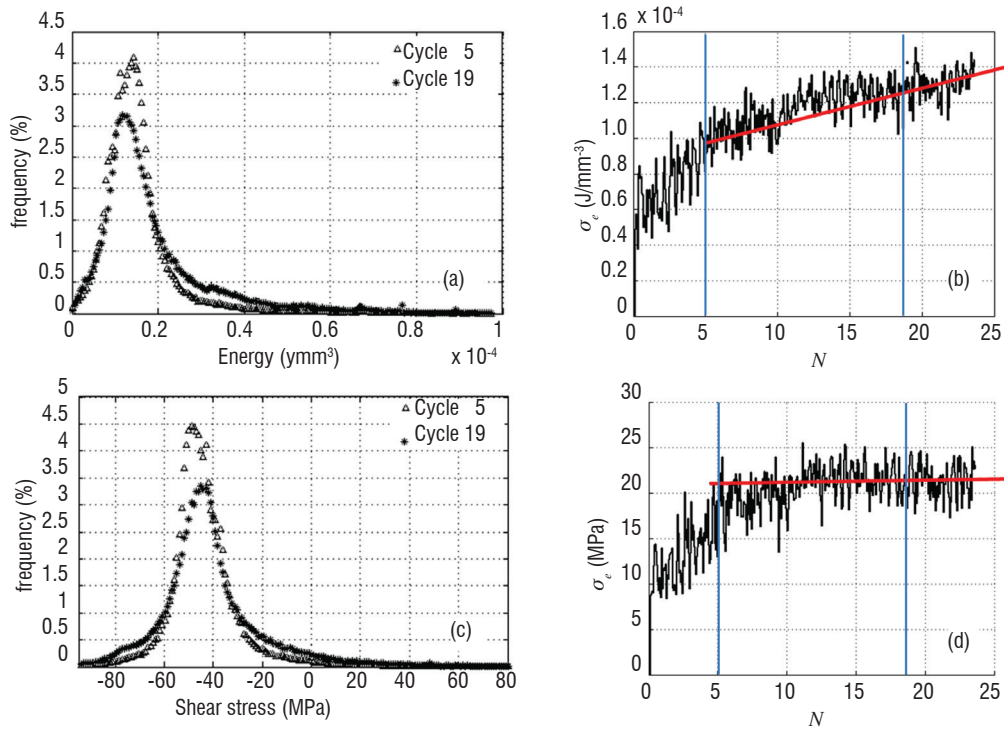 4.5
4
3.5
3
2.5
2
1.5
1
0.5
0
frequency (%)
Cycle 5
Cycle 19
(a)
0 0.2 0.4 0.6 0.8 1
Energy (ymm³)
x 10⁻⁴
x 10⁻⁴
1.6
1.4
1.2
1.0
0.8
0.6
0.4
0.2
0
σₑ (J/mm⁻³)
(b)
0 5 10 15 20 25
N
5
4.5
4
3.5
3
2.5
2
1.5
1
0.5
0
frequency (%)
Cycle 5
Cycle 19
(c)
-80 -60 -40 -20 0 20 40 60 80
Shear stress (MPa)
30
25
20
15
10
5
0
σₑ (MPa)
(d)
0 5 10 15 20 25
N